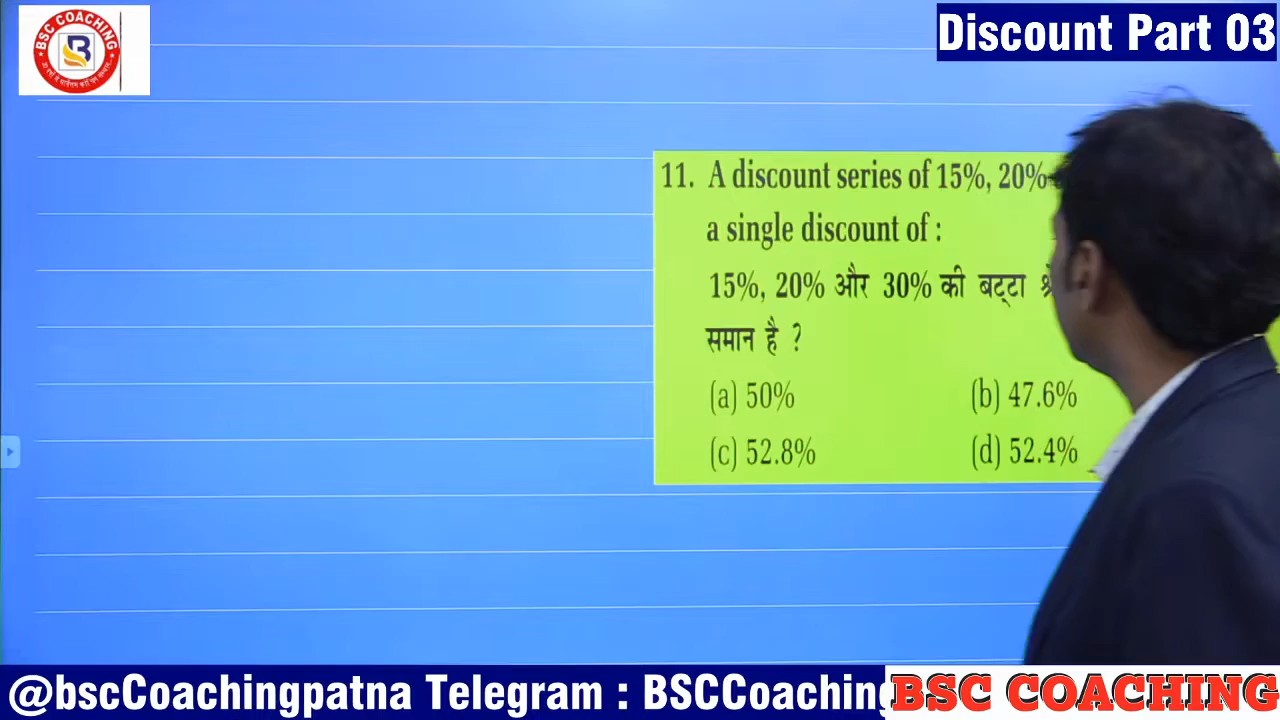 BSC COACHING
Discount Part 03
11. A discount series of 15%, 20%
a single discount of :
15%, 20% और 30% की बट्टा
समान है ?
(a) 50% (b) 47.6%
(c) 52.8% (d) 52.4%
@bscCoachingpatna Telegram : BSCCoaching
BSC COACHING